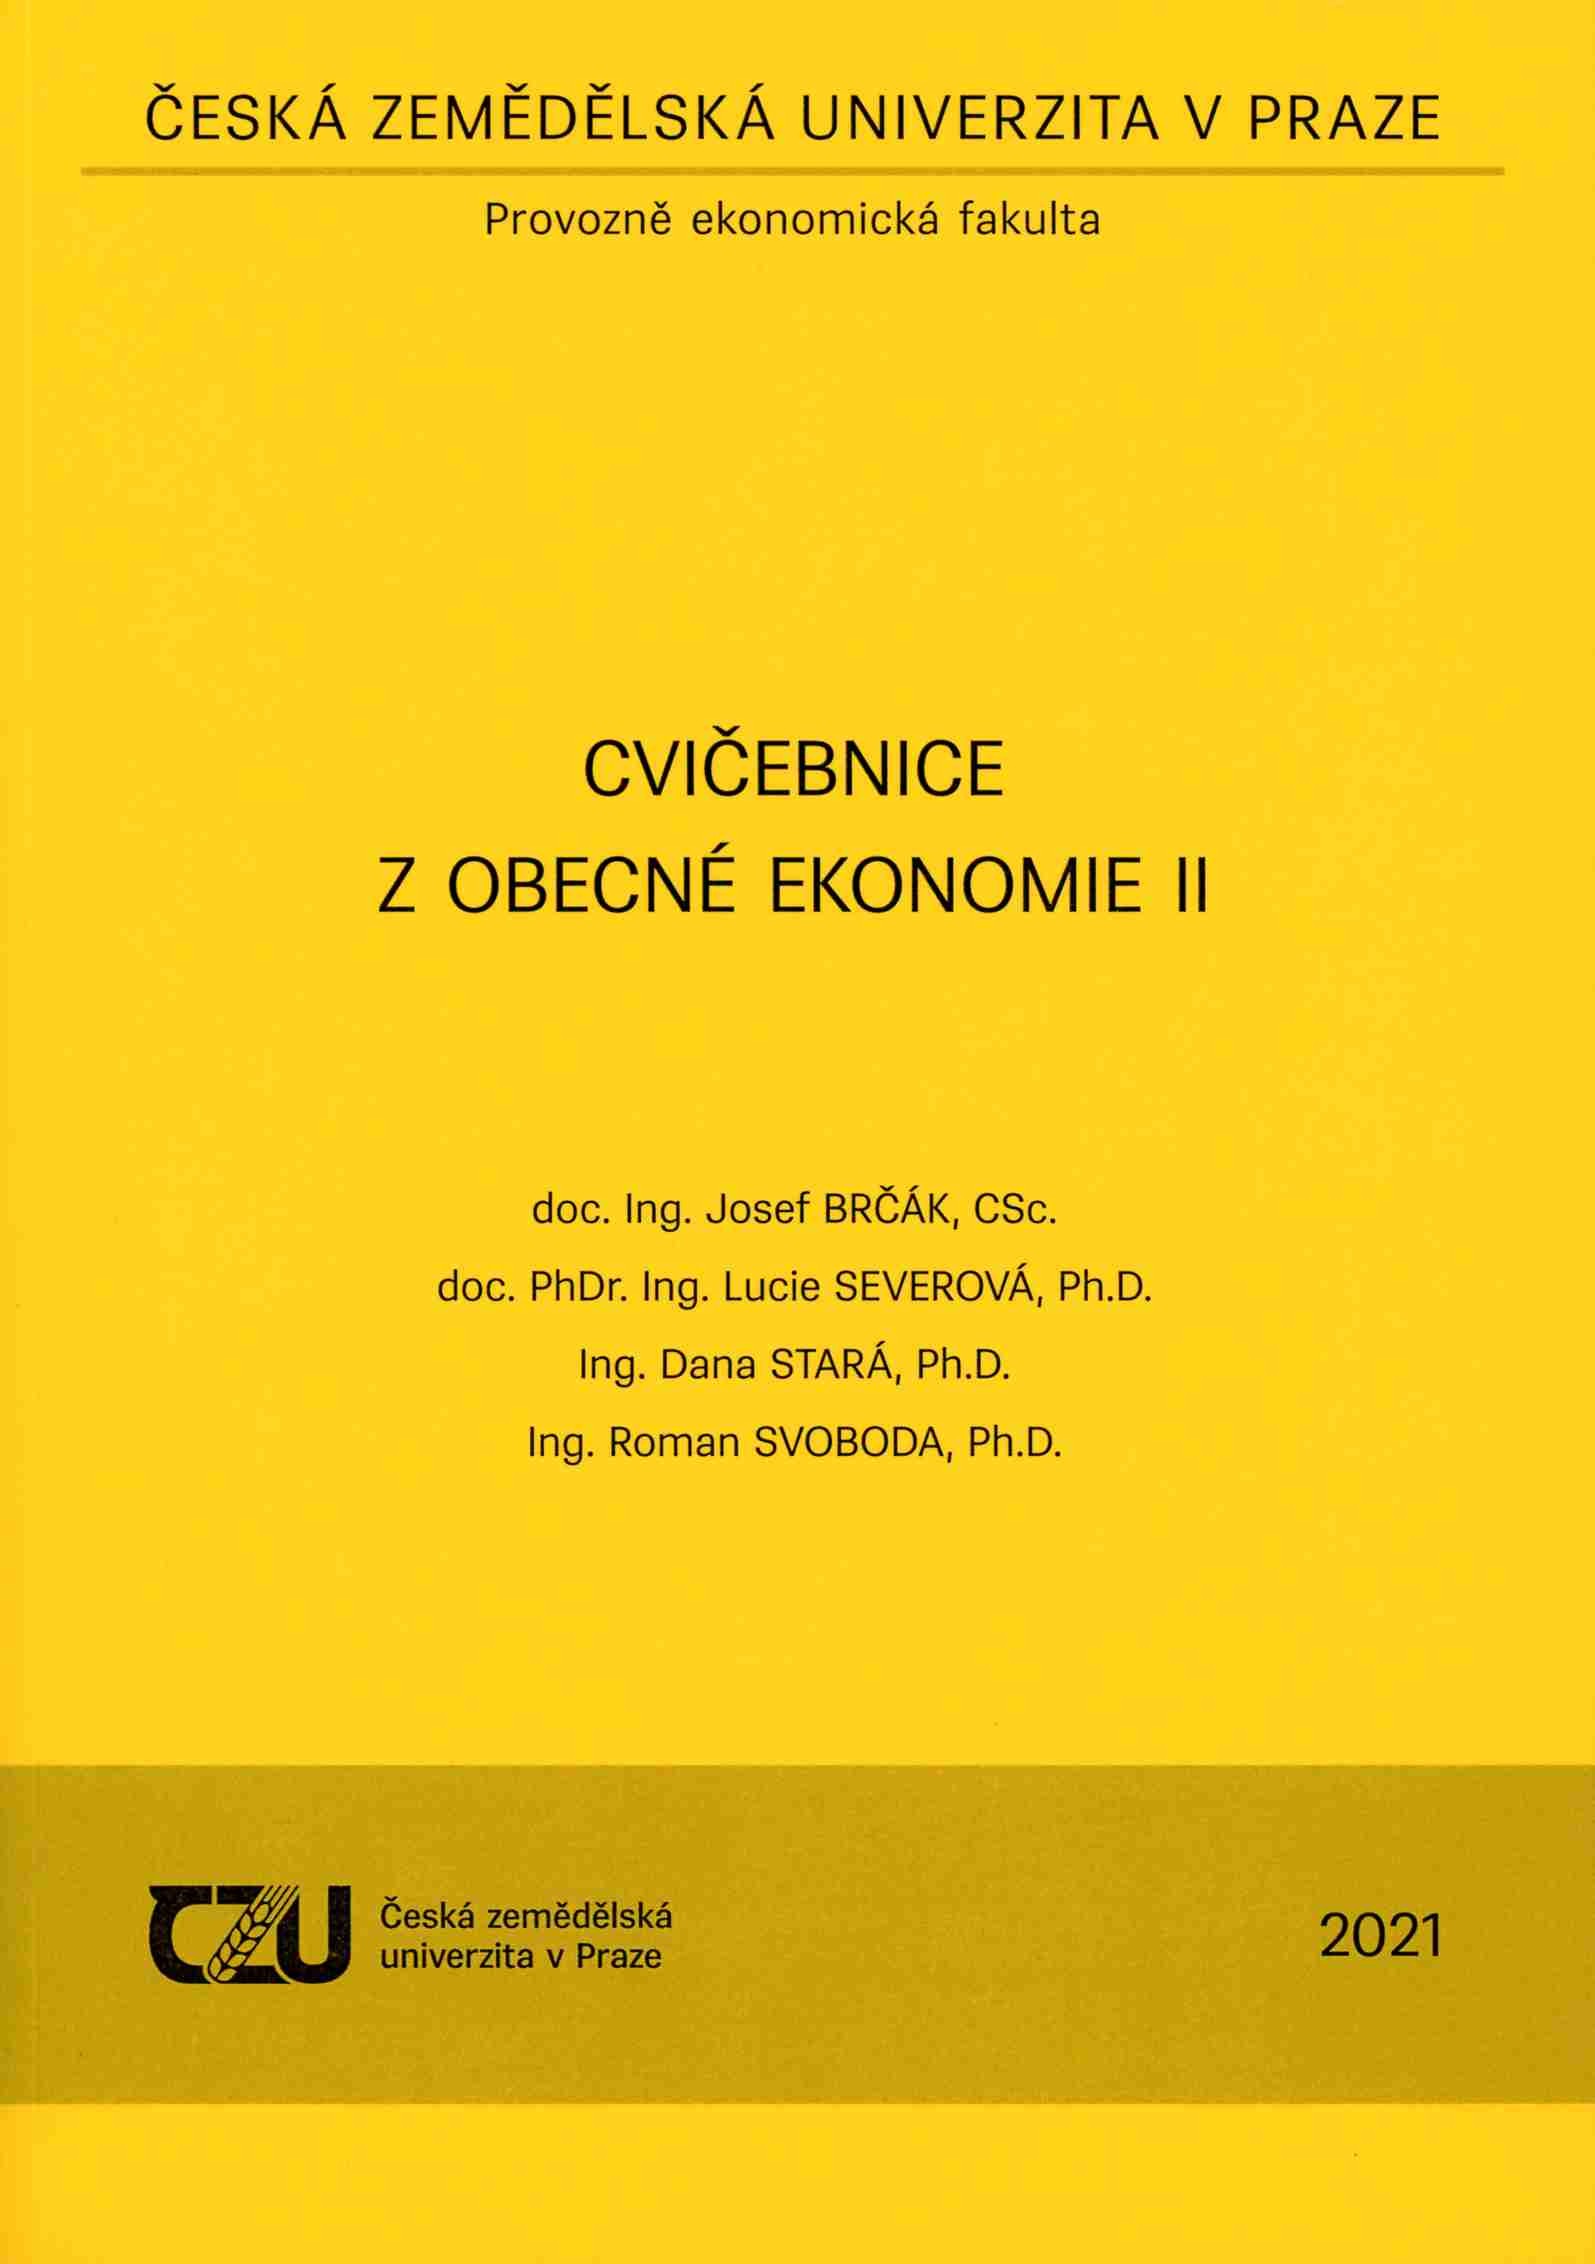 ČESKÁ ZEMĚDĚLSKÁ UNIVERZITA V PRAZE
Provozně ekonomická fakulta
CVIČEBNICE
Z OBECNÉ EKONOMIE II
doc. Ing. Josef BRČÁK, CSc.
doc. PhDr. Ing. Lucie SEVEROVÁ, Ph.D.
Ing. Dana STARÁ, Ph.D.
Ing. Roman SVOBODA, Ph.D.
CZU
Česká zemědělská
univerzita v Praze
2021